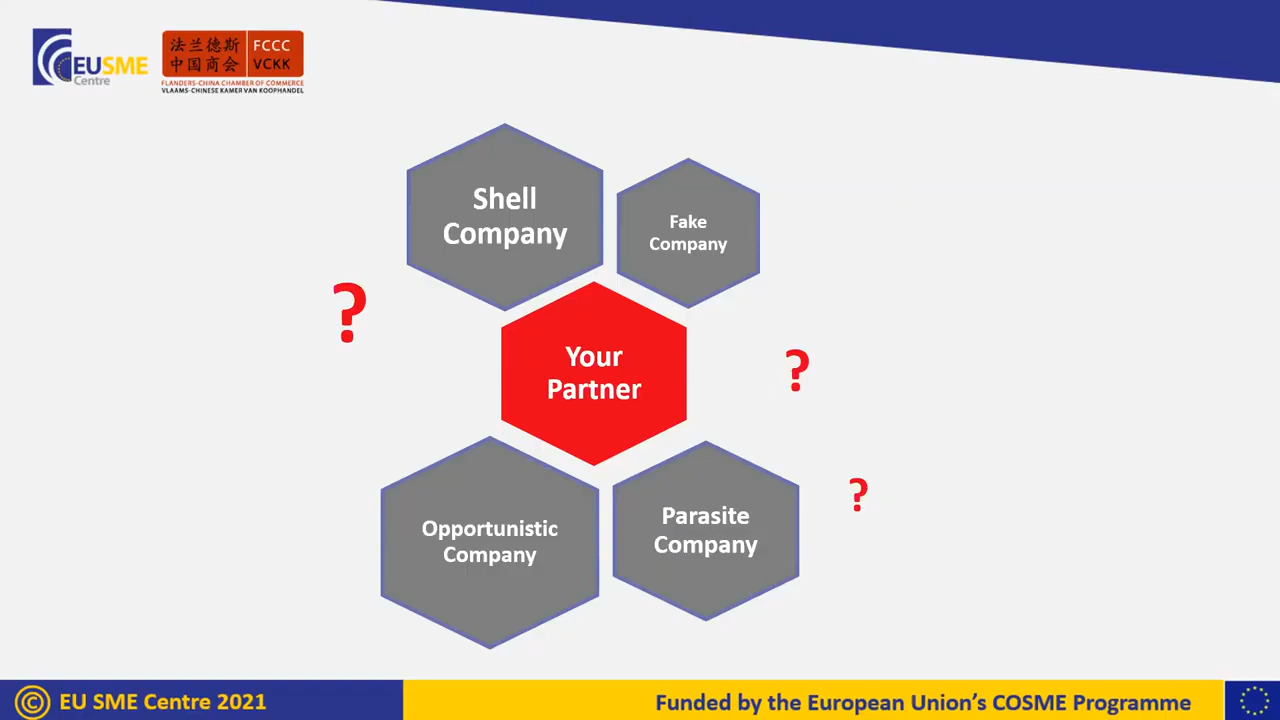 EUSME
Centre
法兰德斯
中国商会
FCCC
VCKK
FLANDERS-CHINA CHAMBER OF COMMERCE
VLAAMS-CHINESE KAMER VAN KOOPHANDEL
Shell
Company
Fake
Company
?
Your
Partner
?
Opportunistic
Company
Parasite
Company
?
© EU SME Centre 2021
Funded by the European Union’s COSME Programme